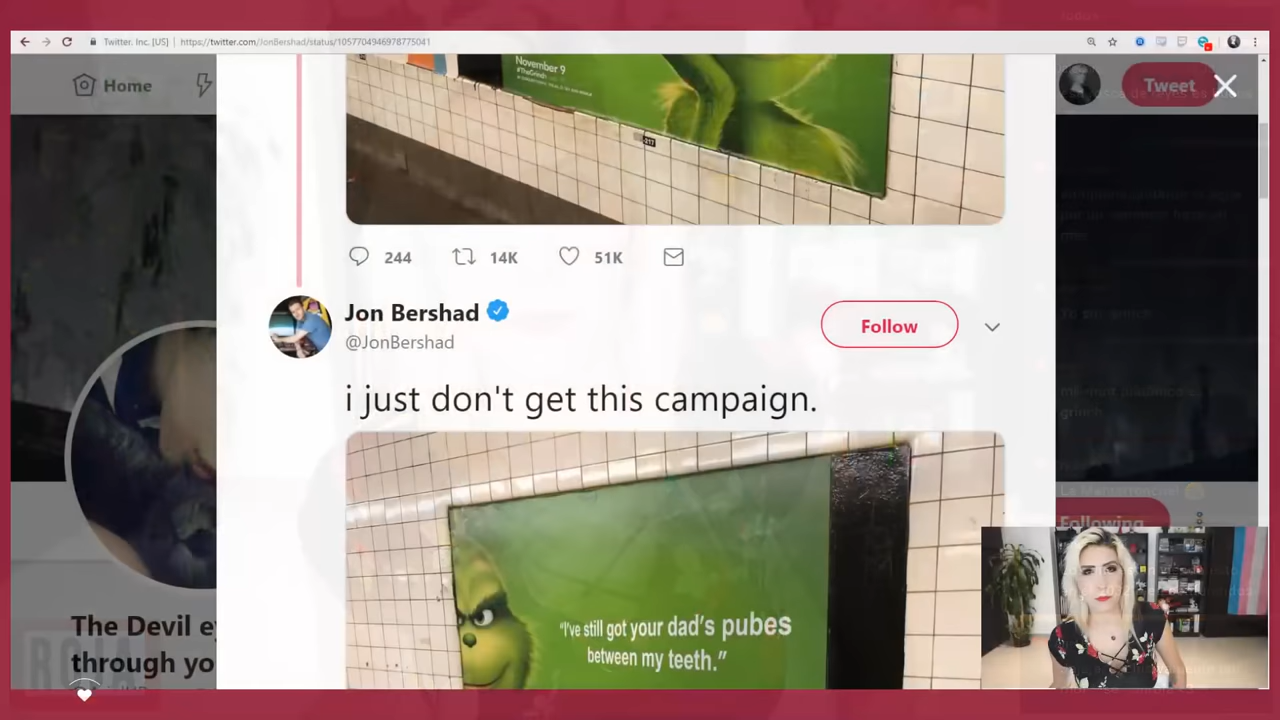 Twitter, Inc. [US]
https://twitter.com/JonBershad/status/1057704946978775041
Home
Tweet
November 9
#TheGrinch
217
244
14K
51K
Jon Bershad
@JonBershad
Follow
i just don't get this campaign.
"I've still got your dad's pubes
between my teeth."
Following
The Devil e
through yo